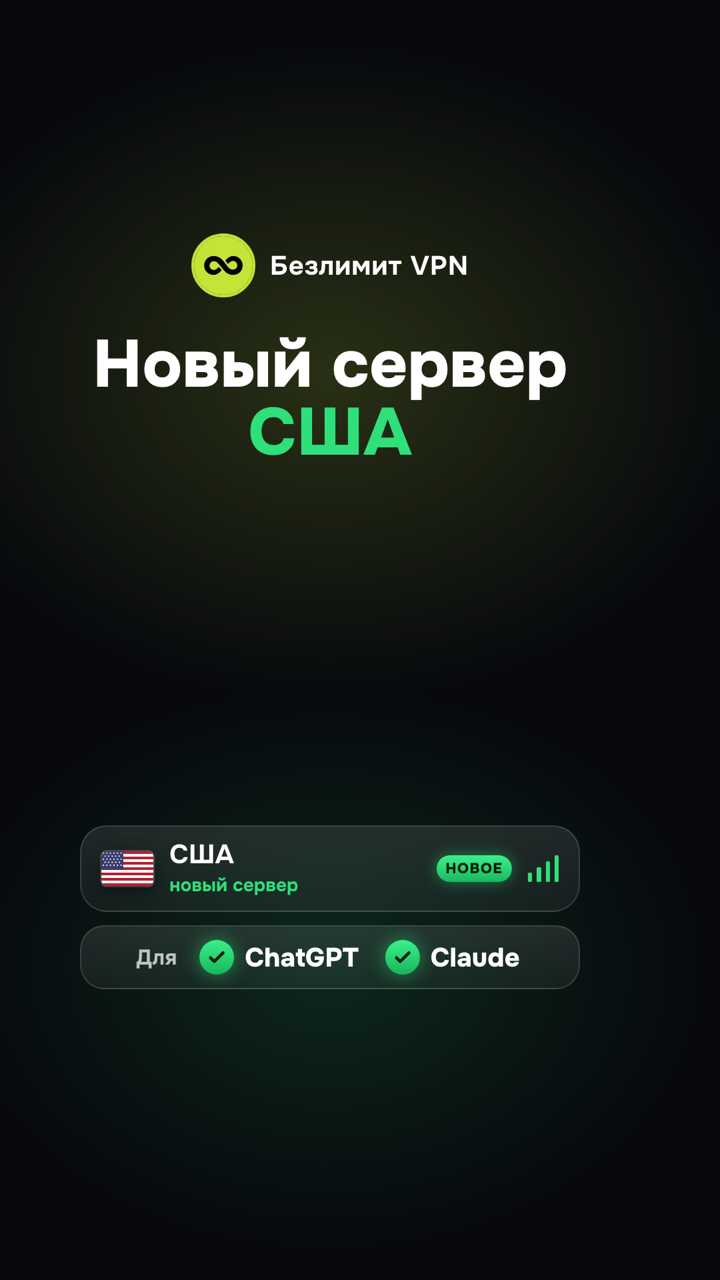 Безлимит VPN
Новый сервер
США
США
новый сервер
НОВОЕ
Для ChatGPT Claude